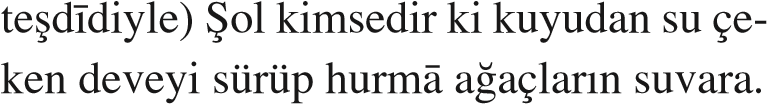 teşdīdiyle) Şol kimsedir ki kuyudan su çe-
ken deveyi sürüp hurmā ağaçların suvara.